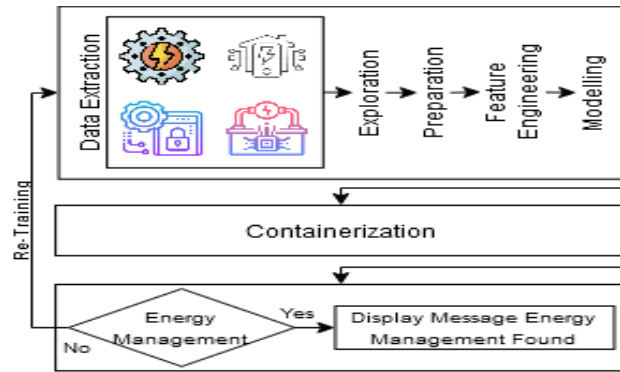 Data Extraction
Exploration
Preparation
Feature
Engineering
Modelling
Re-Training
Containerization
Energy
Management
Yes
No
Display Message Energy
Management Found